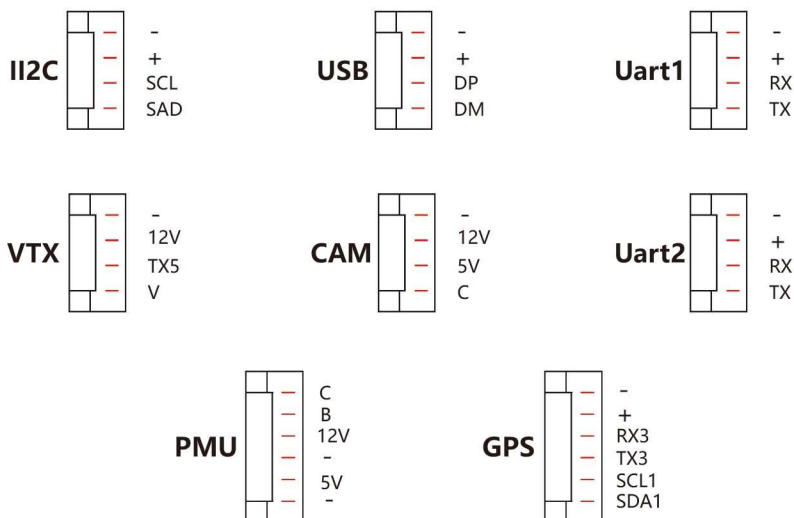 II2C
-
+
SCL
SAD
USB
-
+
DP
DM
Uart1
-
+
RX
TX
VTX
-
12V
TX5
V
CAM
-
12V
5V
C
Uart2
-
+
RX
TX
PMU
C
B
12V
-
5V
-
GPS
-
+
RX3
TX3
SCL1
SDA1